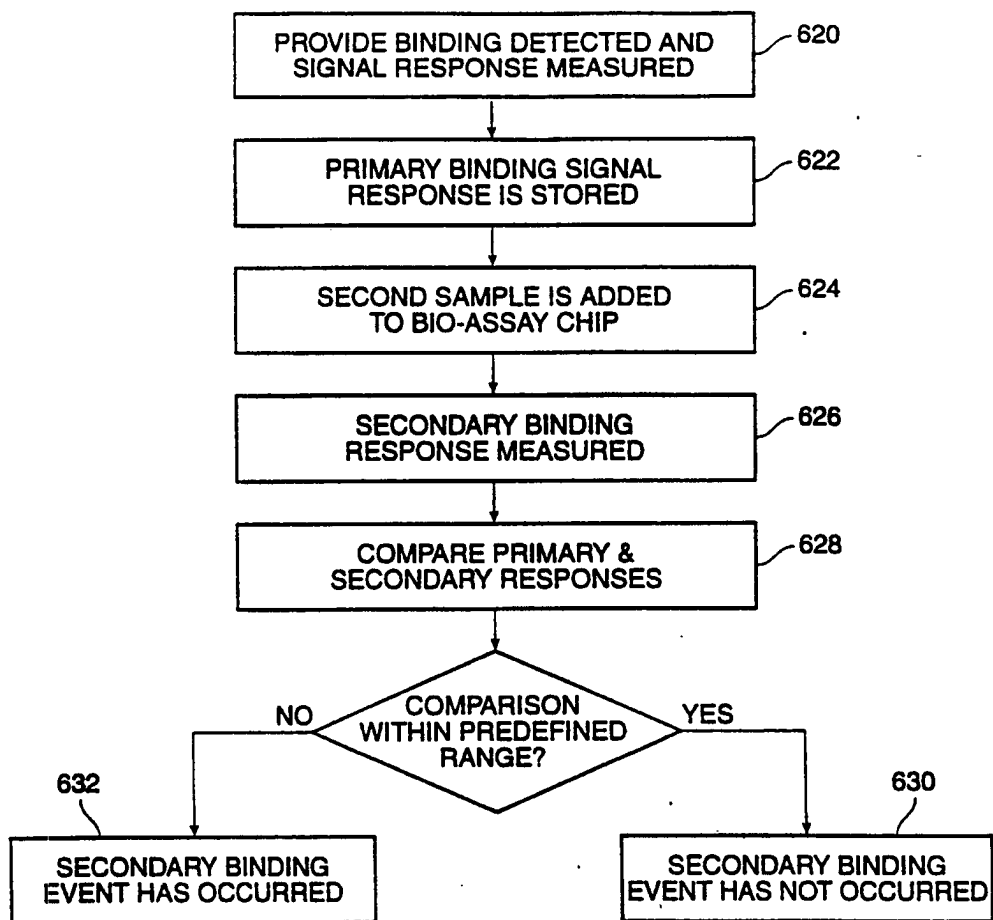 PROVIDE BINDING DETECTED AND
SIGNAL RESPONSE MEASURED
620
PRIMARY BINDING SIGNAL
RESPONSE IS STORED
622
SECOND SAMPLE IS ADDED
TO BIO-ASSAY CHIP
624
SECONDARY BINDING
RESPONSE MEASURED
626
COMPARE PRIMARY &
SECONDARY RESPONSES
628
COMPARISON
WITHIN PREDEFINED
RANGE?
NO
YES
632
630
SECONDARY BINDING
EVENT HAS OCCURRED
SECONDARY BINDING
EVENT HAS NOT OCCURRED